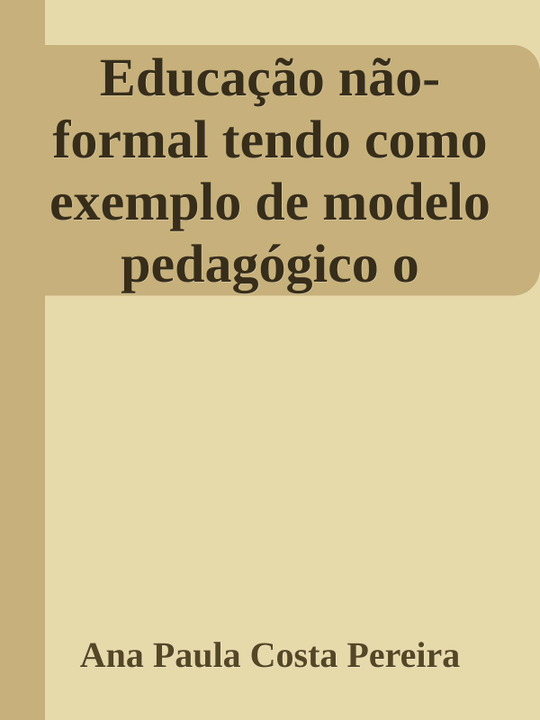 Educação não-
formal tendo como
exemplo de modelo
pedagógico o
Ana Paula Costa Pereira